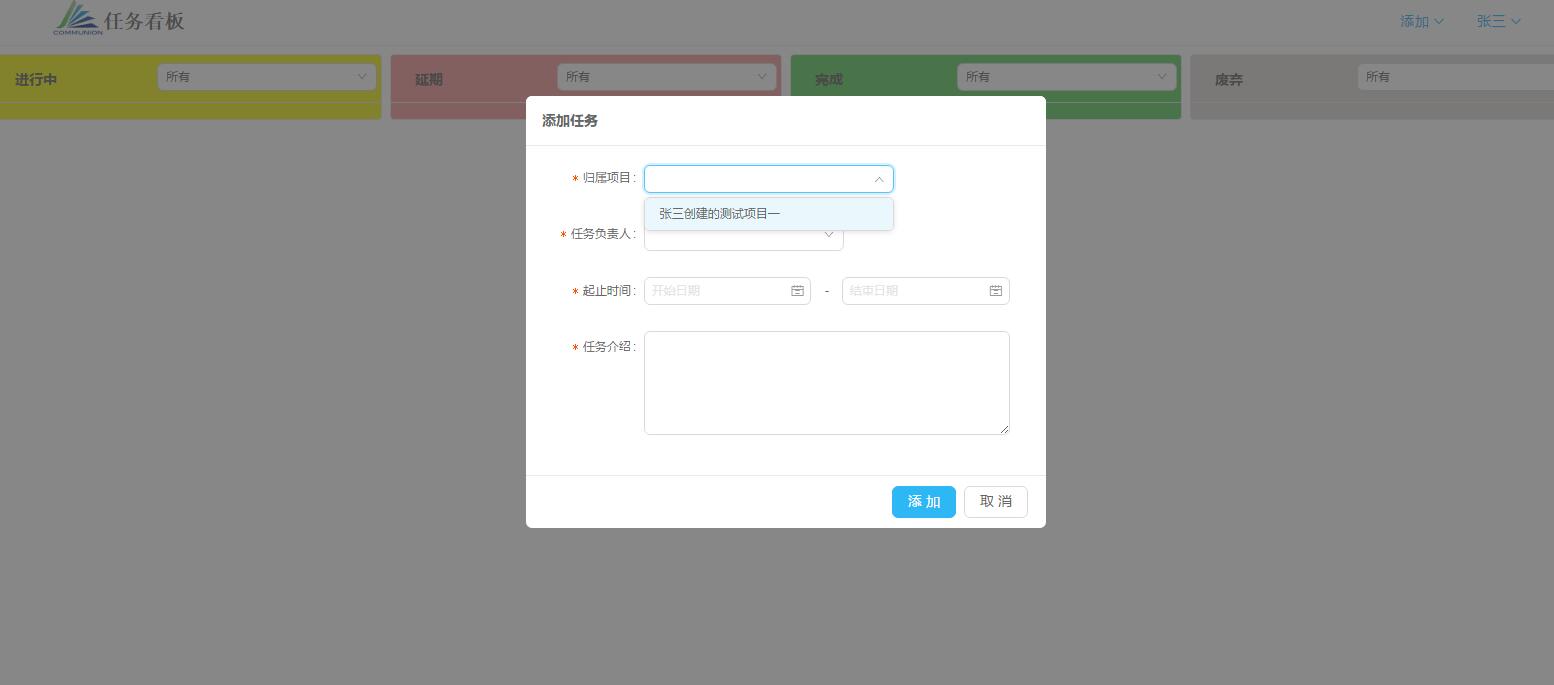 COMMUNION
任务看板
添加
张三
进行中
所有
延期
所有
完成
所有
废弃
所有
添加任务
* 归属项目:
张三创建的测试项目一
* 任务负责人:
* 起止时间:
开始日期
-
结束日期
* 任务介绍:
添 加
取 消